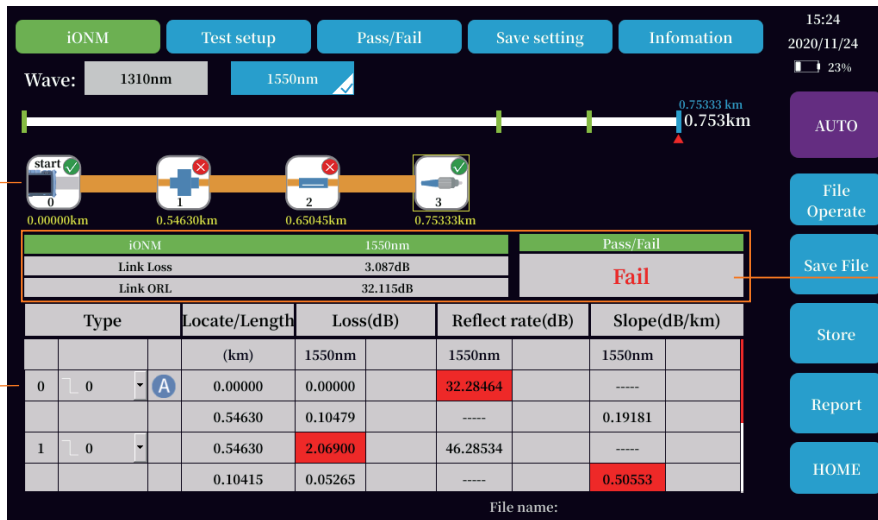 15:24
iONM Test setup Pass/Fail Save setting Infomation 2020/11/24
23%
Wave: 1310nm 1550nm
0.75333 km
0.753km
AUTO
start
0 1 2 3
0.00000km 0.54630km 0.65045km 0.75333km
File Operate
iONM 1550nm Pass/Fail
Link Loss 3.087dB Fail
Link ORL 32.115dB
Save File
Type Locate/Length Loss(dB) Reflect rate(dB) Slope(dB/km)
Store
(km) 1550nm 1550nm 1550nm
0 0 A 0.00000 0.00000 32.28464 -----
0.54630 0.10479 ----- 0.19181
Report
1 0 0.54630 2.06900 46.28534 -----
0.10415 0.05265 ----- 0.50553
HOME
File name: